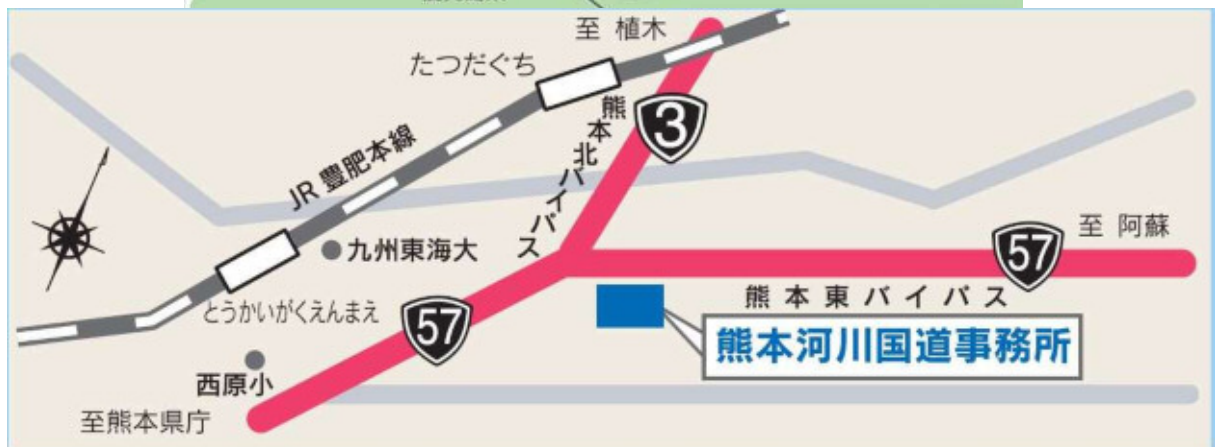 至 植木
たつだぐち
3
熊本北バイパス
JR 豊肥本線
至 阿蘇
57
九州東海大
熊本東バイパス
とうかいがくえんまえ
57
熊本河川国道事務所
西原小
至熊本県庁